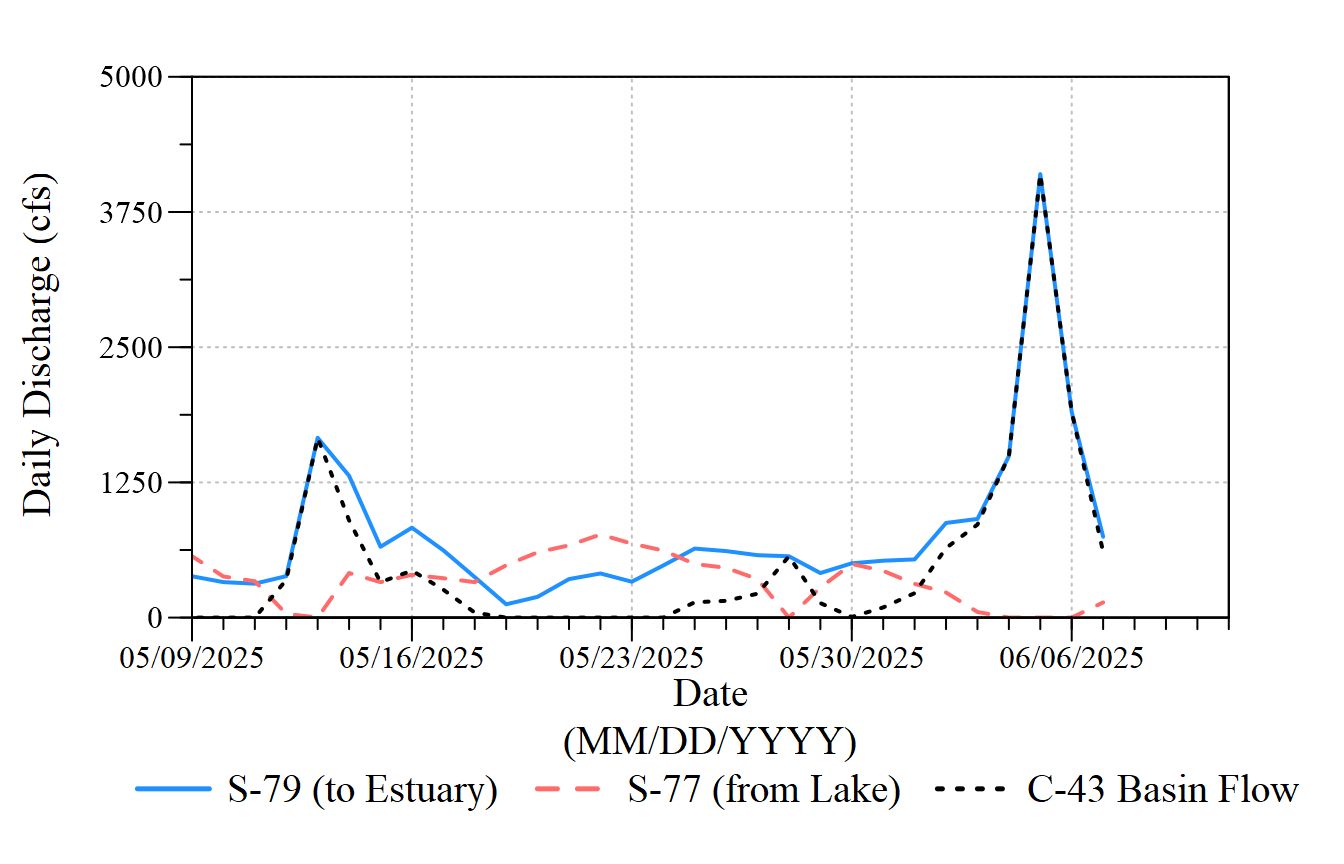 5000
3750
2500
1250
0
Daily Discharge (cfs)
05/09/2025 05/16/2025 05/23/2025 05/30/2025 06/06/2025
Date
(MM/DD/YYYY)
S-79 (to Estuary) S-77 (from Lake) C-43 Basin Flow